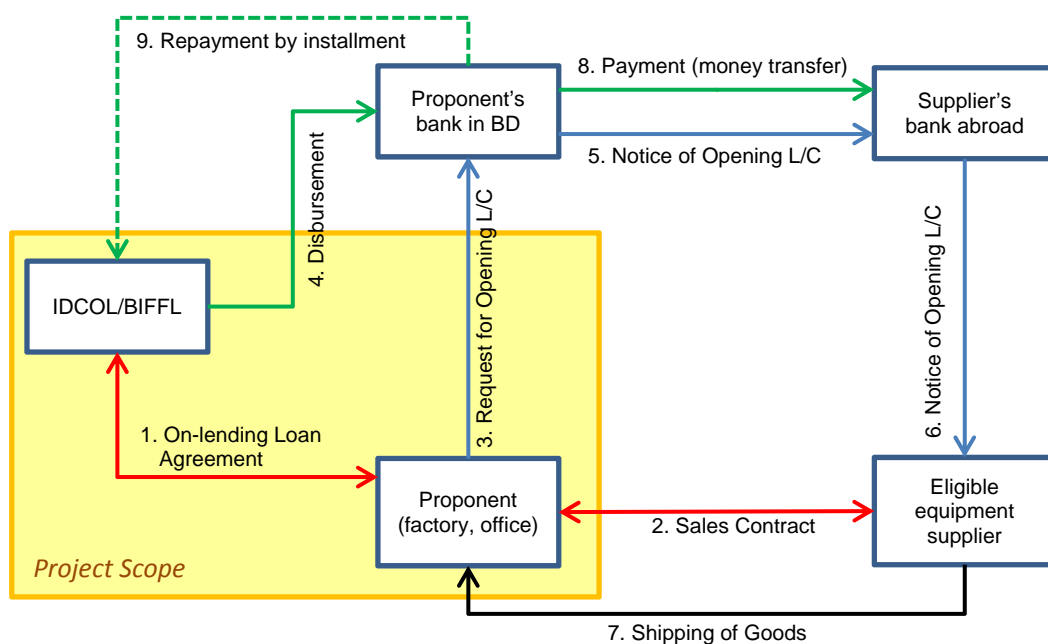 9. Repayment by installment
8. Payment (money transfer)
Proponent’s
bank in BD
Supplier’s
bank abroad
5. Notice of Opening L/C
4. Disbursement
3. Request for Opening L/C
6. Notice of Opening L/C
IDCOL/BIFFL
1. On-lending Loan
Agreement
Proponent
(factory, office)
2. Sales Contract
Eligible
equipment
supplier
Project Scope
7. Shipping of Goods